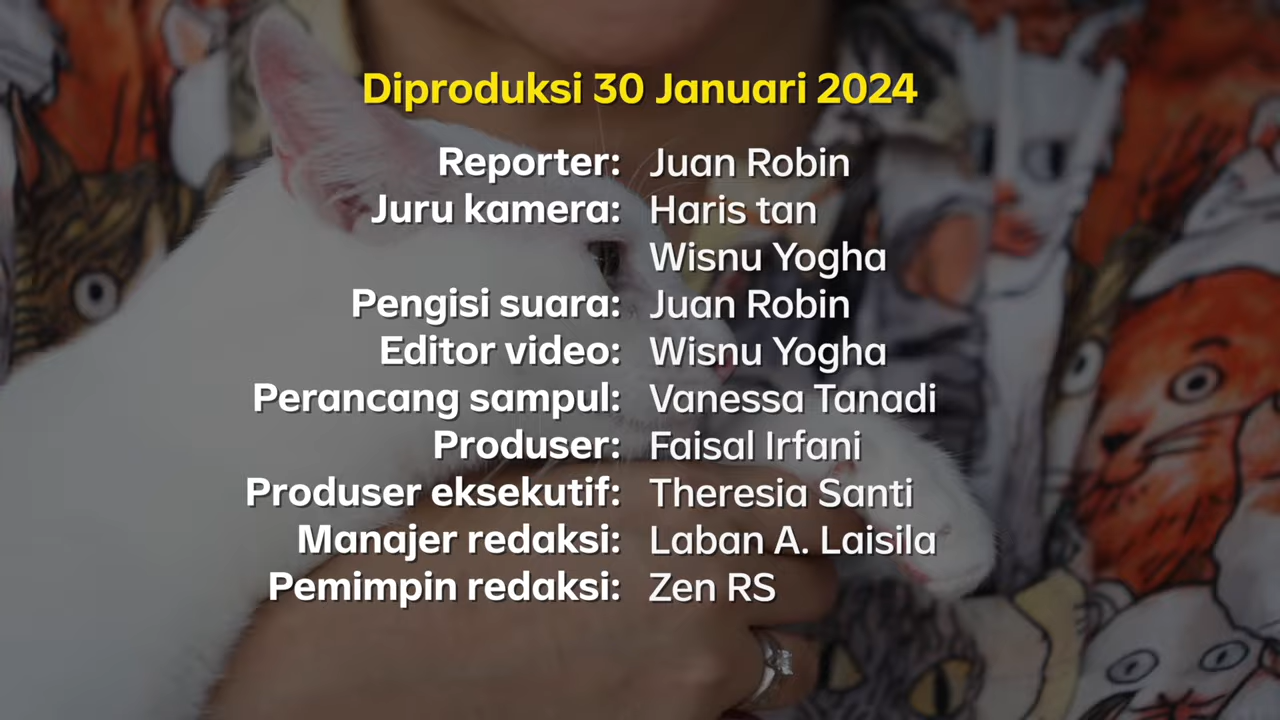 Diproduksi 30 Januari 2024
Reporter: Juan Robin
Juru kamera: Haris tan
Wisnu Yogha
Pengisi suara: Juan Robin
Editor video: Wisnu Yogha
Perancang sampul: Vanessa Tanadi
Produser: Faisal Irfani
Produser eksekutif: Theresia Santi
Manajer redaksi: Laban A. Laisila
Pemimpin redaksi: Zen RS